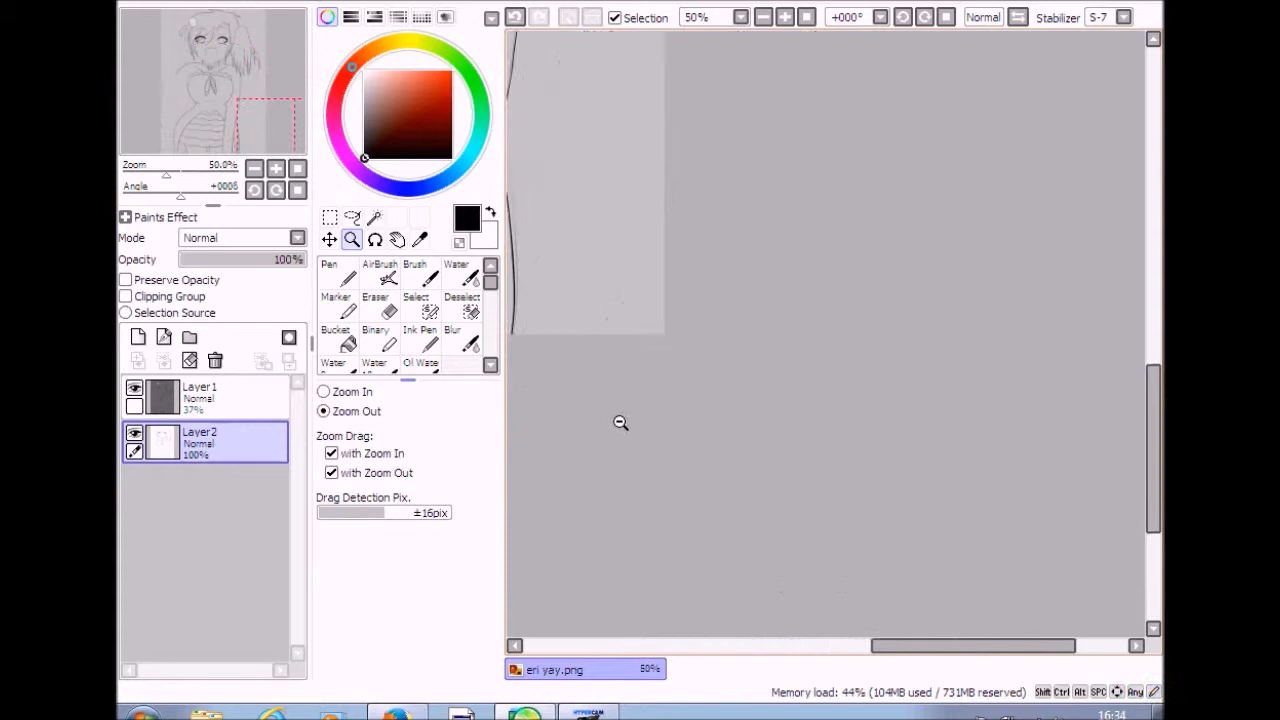 Selection
50%
+000°
Normal
Stabilizer
S-7
Zoom
50.0%
Angle
Paints Effect
Mode
Normal
Opacity
100%
Preserve Opacity
Clipping Group
Selection Source
Layer1
Normal
37%
Layer2
Normal
100%
Pen
AirBrush
Brush
Water
Marker
Eraser
Select
Deselect
Bucket
Binary
Ink Pen
Blur
Water
Water
Oil Wate
Zoom In
Zoom Out
Zoom Drag:
with Zoom In
with Zoom Out
Drag Detection Pix.
±16pix
eri yay.png
50%
Memory load: 44% (104MB used / 731MB reserved)
Shift Ctrl Alt SPC Any
HYPERCAM
16:34